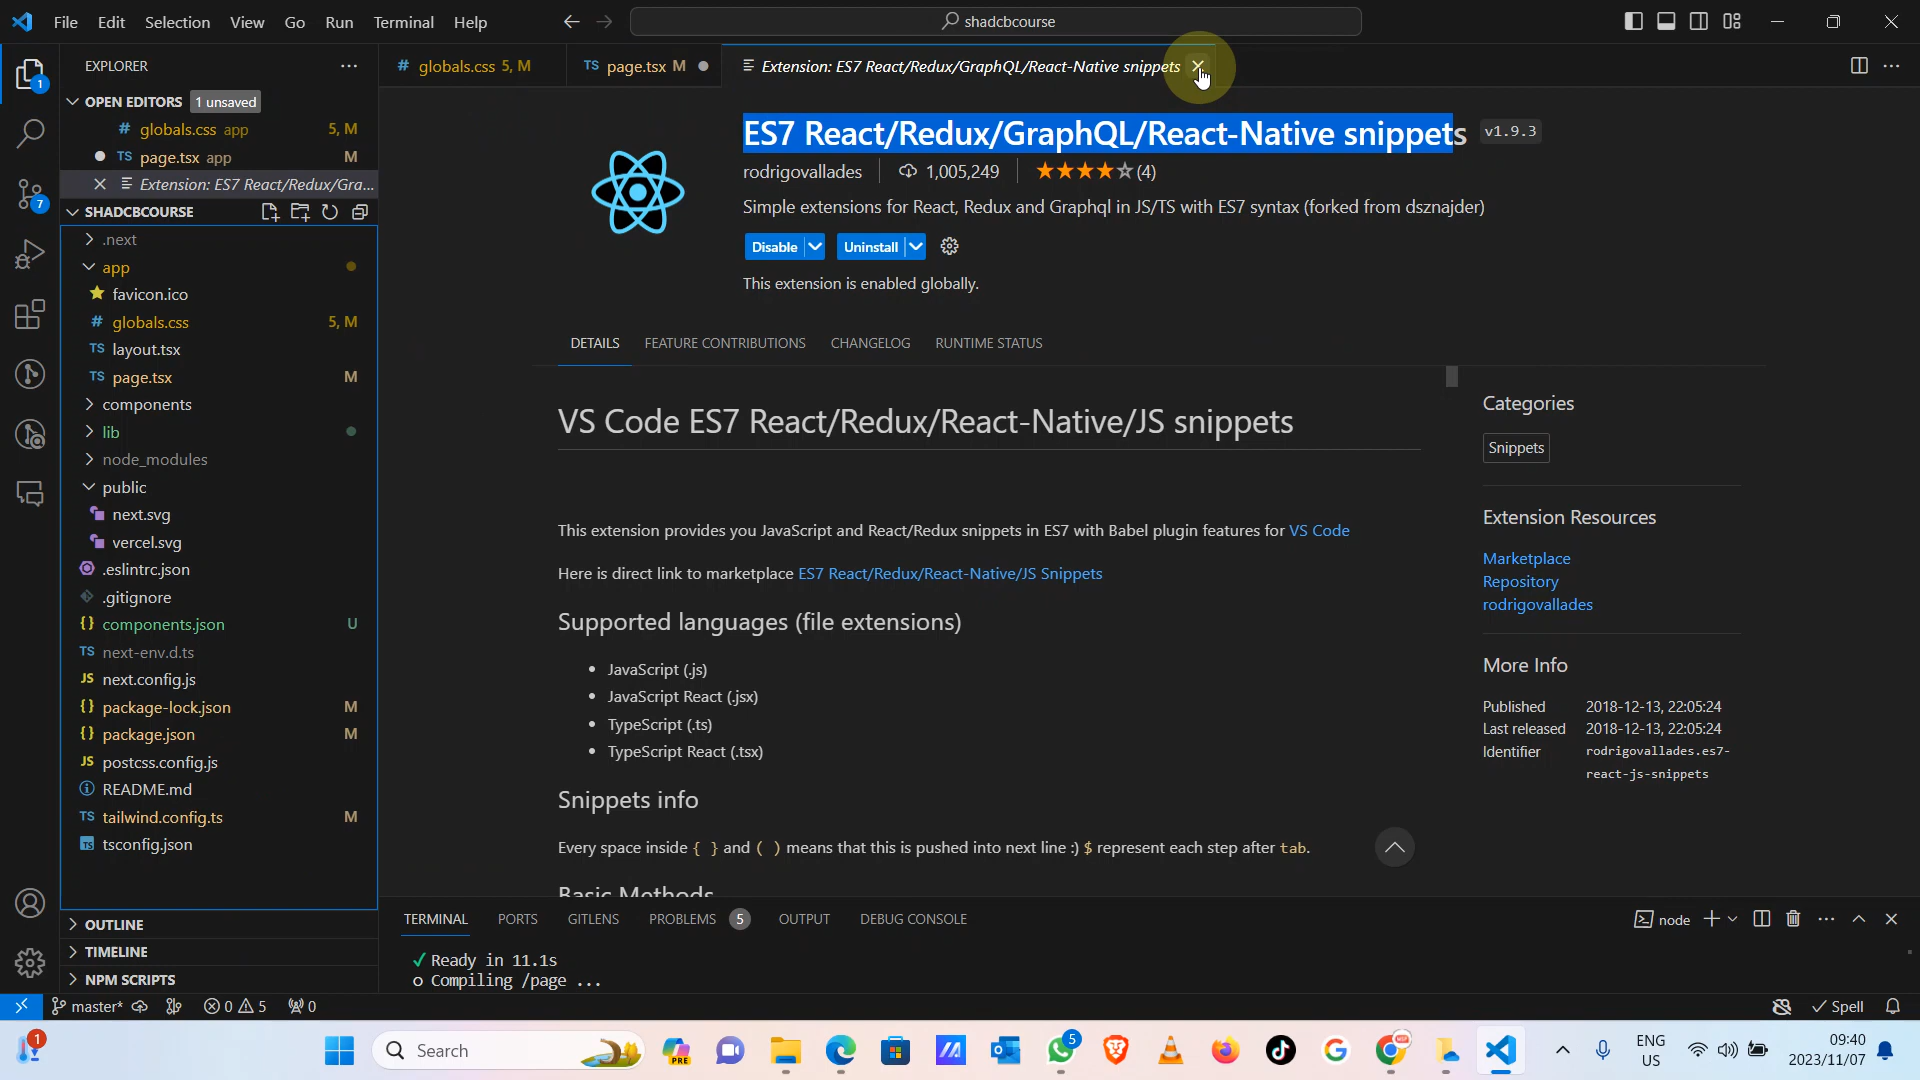 File Edit Selection View Go Run Terminal Help
shadcbcourse
EXPLORER
# globals.css 5, M
TS page.tsx M
Extension: ES7 React/Redux/GraphQL/React-Native snippets
OPEN EDITORS 1 unsaved
# globals.css app 5, M
TS page.tsx app M
Extension: ES7 React/Redux/Gra...
SHADCBCOURSE
.next
app
favicon.ico
# globals.css 5, M
TS layout.tsx
TS page.tsx M
components
lib
node_modules
public
next.svg
vercel.svg
.eslintrc.json
.gitignore
{} components.json U
TS next-env.d.ts
JS next.config.js
{} package-lock.json M
{} package.json M
JS postcss.config.js
README.md
TS tailwind.config.ts M
TS tsconfig.json
OUTLINE
TIMELINE
NPM SCRIPTS
1
7
ES7 React/Redux/GraphQL/React-Native snippets v1.9.3
rodrigovallades 1,005,249 (4)
Simple extensions for React, Redux and Graphql in JS/TS with ES7 syntax (forked from dsznajder)
Disable Uninstall
This extension is enabled globally.
DETAILS FEATURE CONTRIBUTIONS CHANGELOG RUNTIME STATUS
VS Code ES7 React/Redux/React-Native/JS snippets
This extension provides you JavaScript and React/Redux snippets in ES7 with Babel plugin features for VS Code
Here is direct link to marketplace ES7 React/Redux/React-Native/JS Snippets
Supported languages (file extensions)
• JavaScript (.js)
• JavaScript React (.jsx)
• TypeScript (.ts)
• TypeScript React (.tsx)
Snippets info
Every space inside { } and ( ) means that this is pushed into next line :) $ represent each step after tab.
Basic Methods
Categories
Snippets
Extension Resources
Marketplace
Repository
rodrigovallades
More Info
Published 2018-12-13, 22:05:24
Last released 2018-12-13, 22:05:24
Identifier rodrigovallades.es7-
react-js-snippets
TERMINAL PORTS GITLENS PROBLEMS 5 OUTPUT DEBUG CONSOLE
node
✓ Ready in 11.1s
o Compiling /page ...
master* 0 5 0
Spell
1
Search
PRE
5
ENG
US
09:40
2023/11/07